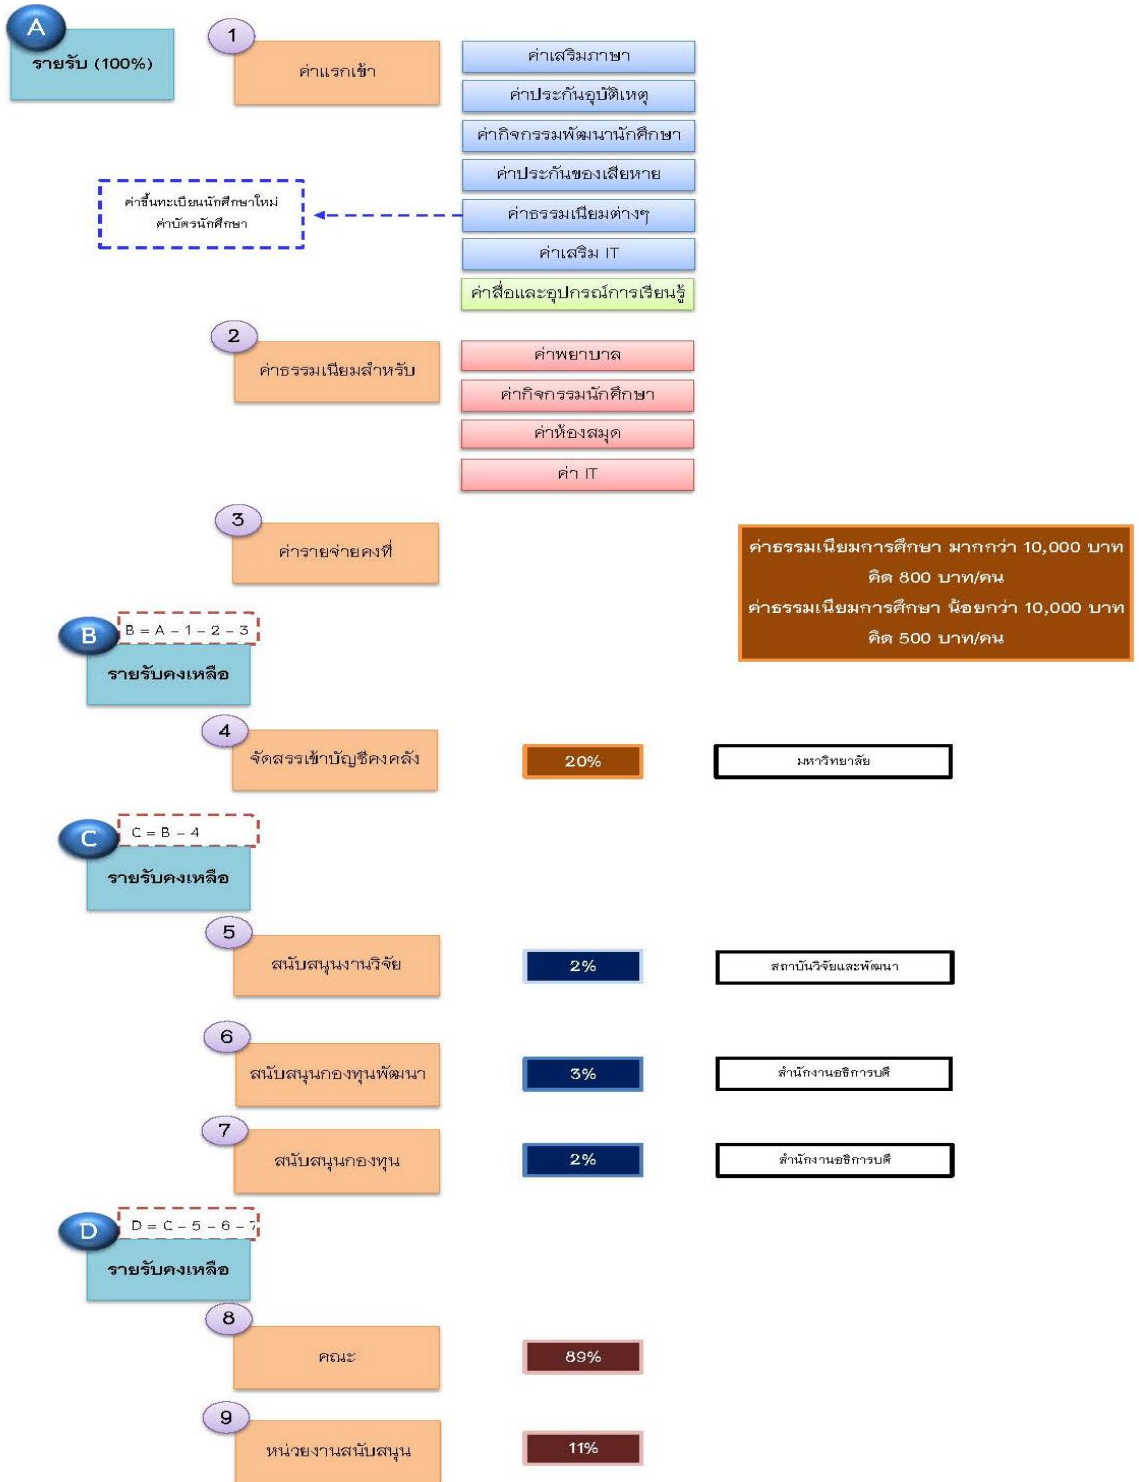 A
รายรับ (100%)
1
ค่าแรกเข้า
ค่าเสริมภาษา
ค่าประกันอุบัติเหตุ
ค่ากิจกรรมพัฒนานักศึกษา
ค่าประกันของเสียหาย
ค่าธรรมเนียมต่างๆ
ค่าขึ้นทะเบียนนักศึกษาใหม่
ค่าบัตรนักศึกษา
ค่าเสริม IT
ค่าสื่อและอุปกรณ์การเรียนรู้
2
ค่าธรรมเนียมสำหรับ
ค่าพยาบาล
ค่ากิจกรรมนักศึกษา
ค่าห้องสมุด
ค่า IT
3
ค่ารายจ่ายคงที่
ค่าธรรมเนียมการศึกษา มากกว่า 10,000 บาท
คิด 800 บาท/คน
ค่าธรรมเนียมการศึกษา น้อยกว่า 10,000 บาท
คิด 500 บาท/คน
B
B = A – 1 – 2 – 3
รายรับคงเหลือ
4
จัดสรรเข้าบัญชีคงคลัง
20%
มหาวิทยาลัย
C
C = B – 4
รายรับคงเหลือ
5
สนับสนุนงานวิจัย
2%
สถาบันวิจัยและพัฒนา
6
สนับสนุนกองทุนพัฒนา
3%
สำนักงานอธิการบดี
7
สนับสนุนกองทุน
2%
สำนักงานอธิการบดี
D
D = C – 5 – 6 – 7
รายรับคงเหลือ
8
คณะ
89%
9
หน่วยงานสนับสนุน
11%